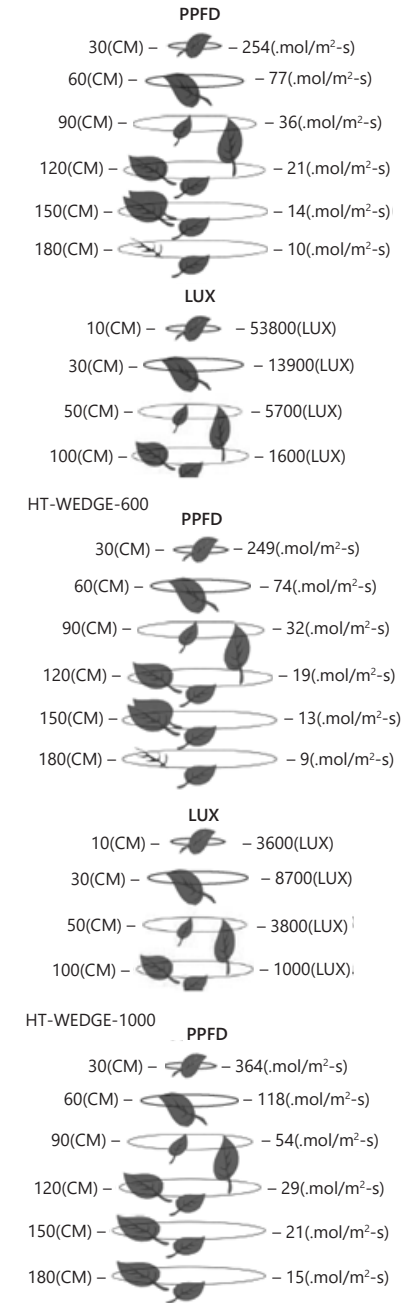 PPFD
30(CM) – – 254(.mol/m²-s)
60(CM) – – 77(.mol/m²-s)
90(CM) – – 36(.mol/m²-s)
120(CM) – – 21(.mol/m²-s)
150(CM) – – 14(.mol/m²-s)
180(CM) – – 10(.mol/m²-s)
LUX
10(CM) – – 53800(LUX)
30(CM) – – 13900(LUX)
50(CM) – – 5700(LUX)
100(CM) – – 1600(LUX)
HT-WEDGE-600
PPFD
30(CM) – – 249(.mol/m²-s)
60(CM) – – 74(.mol/m²-s)
90(CM) – – 32(.mol/m²-s)
120(CM) – – 19(.mol/m²-s)
150(CM) – – 13(.mol/m²-s)
180(CM) – – 9(.mol/m²-s)
LUX
10(CM) – – 3600(LUX)
30(CM) – – 8700(LUX)
50(CM) – – 3800(LUX)
100(CM) – – 1000(LUX)
HT-WEDGE-1000
PPFD
30(CM) – – 364(.mol/m²-s)
60(CM) – – 118(.mol/m²-s)
90(CM) – – 54(.mol/m²-s)
120(CM) – – 29(.mol/m²-s)
150(CM) – – 21(.mol/m²-s)
180(CM) – – 15(.mol/m²-s)